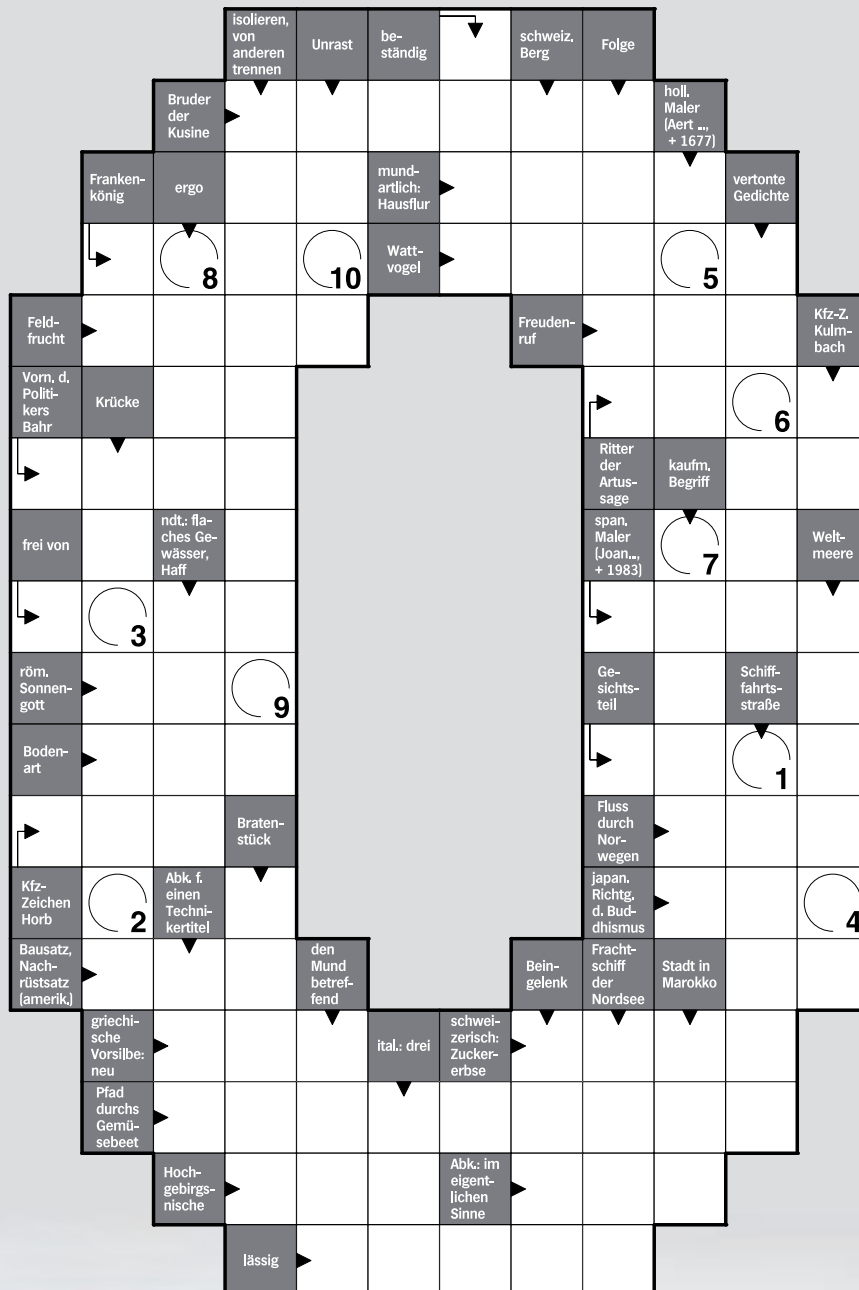 isolieren,
von
anderen
trennen
Unrast
be-
ständig
schweiz.
Berg
Folge
Bruder
der
Kusine
holl.
Maler
(Aert ...,
+ 1677)
Franken-
könig
ergo
mund-
artlich:
Hausflur
vertonte
Gedichte
8
10
Watt-
vogel
5
Feld-
frucht
Freuden-
ruf
Kfz-Z.
Kulm-
bach
Vorn. d.
Politi-
kers
Bahr
Krücke
6
Ritter
der
Artus-
sage
kaufm.
Begriff
frei von
ndt.: fla-
ches Ge-
wässer,
Haff
span.
Maler
(Joan...,
+ 1983)
7
Welt-
meere
3
röm.
Sonnen-
gott
9
Ge-
sichts-
teil
Schiff-
fahrts-
straße
Boden-
art
1
Braten-
stück
Fluss
durch
Nor-
wegen
Kfz-
Zeichen
Horb
2
Abk. f.
einen
Techni-
kertitel
japan.
Richtg.
d. Bud-
dhismus
4
Bausatz,
Nach-
rüstsatz
(amerik.)
den
Mund
betref-
fend
Bein-
gelenk
Fracht-
schiff
der
Nordsee
Stadt in
Marokko
griechi-
sche
Vorsilbe:
neu
ital.: drei
schwei-
zerisch:
Zucker-
erbse
Pfad
durchs
Gemü-
sebeet
Hoch-
gebirgs-
nische
Abk.: im
eigent-
lichen
Sinne
lässig